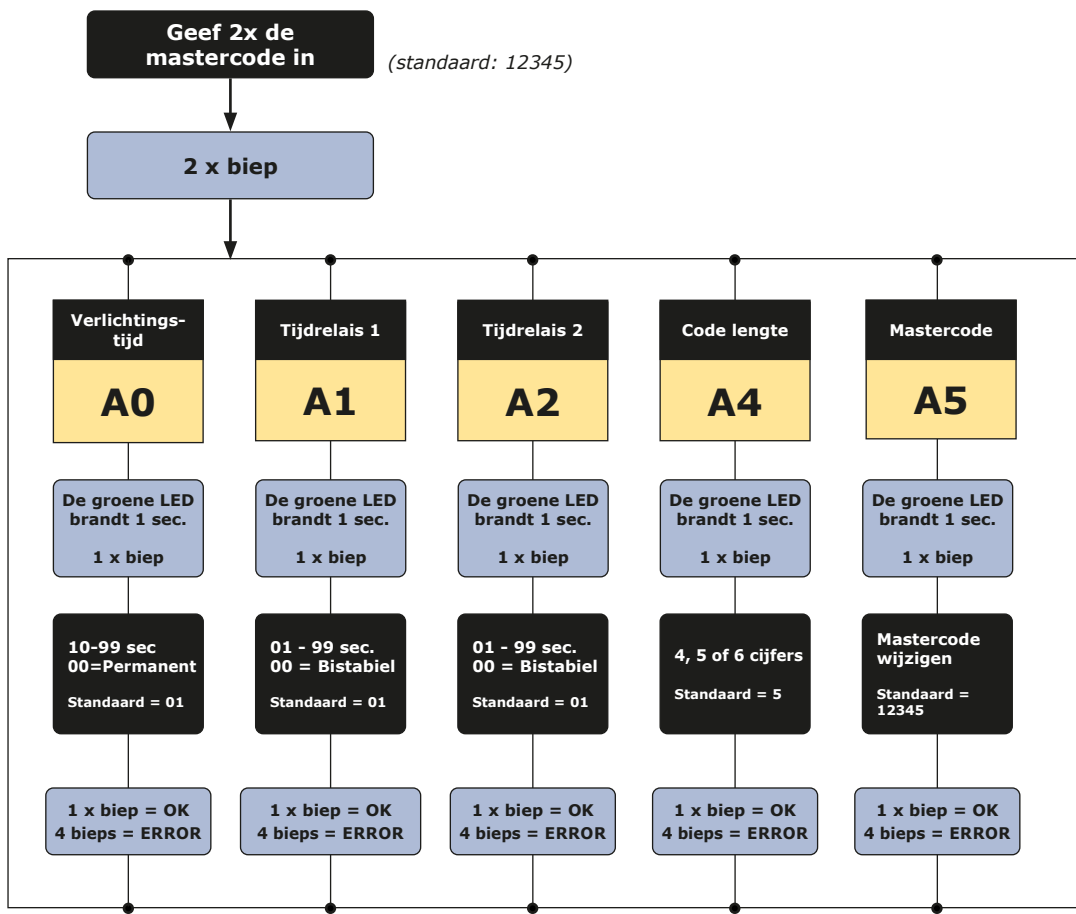 Geef 2x de
mastercode in
(standaard: 12345)
2 x biep
Verlichtings-
tijd
A0
De groene LED
brandt 1 sec.
1 x biep
10-99 sec
00=Permanent
Standaard = 01
1 x biep = OK
4 bieps = ERROR
Tijdrelais 1
A1
De groene LED
brandt 1 sec.
1 x biep
01 - 99 sec.
00 = Bistabiel
Standaard = 01
1 x biep = OK
4 bieps = ERROR
Tijdrelais 2
A2
De groene LED
brandt 1 sec.
1 x biep
01 - 99 sec.
00 = Bistabiel
Standaard = 01
1 x biep = OK
4 bieps = ERROR
Code lengte
A4
De groene LED
brandt 1 sec.
1 x biep
4, 5 of 6 cijfers
Standaard = 5
1 x biep = OK
4 bieps = ERROR
Mastercode
A5
De groene LED
brandt 1 sec.
1 x biep
Mastercode
wijzigen
Standaard =
12345
1 x biep = OK
4 bieps = ERROR